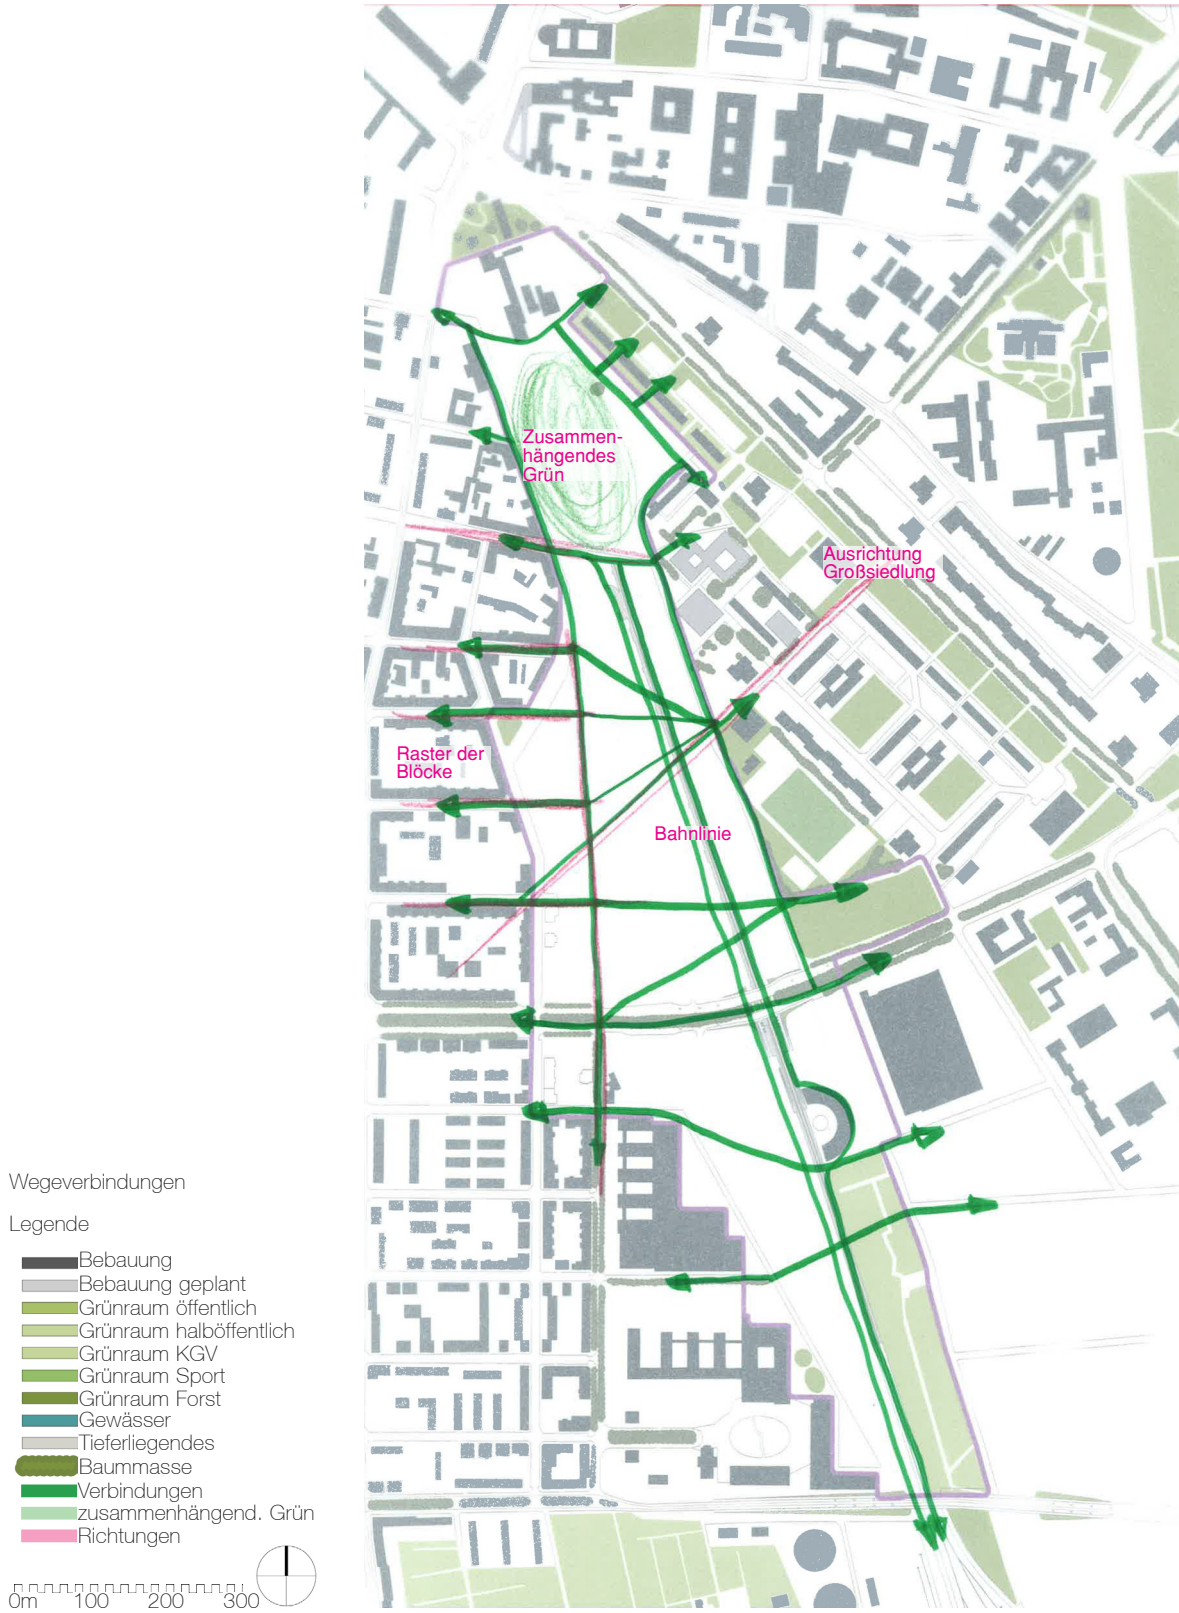 Zusammen-
hängendes
Grün
Ausrichtung
Großsiedlung
Raster der
Blöcke
Bahnlinie
Wegeverbindungen
Legende
Bebauung
Bebauung geplant
Grünraum öffentlich
Grünraum halböffentlich
Grünraum KGV
Grünraum Sport
Grünraum Forst
Gewässer
Tieferliegendes
Baummasse
Verbindungen
zusammenhängend. Grün
Richtungen
0m 100 200 300